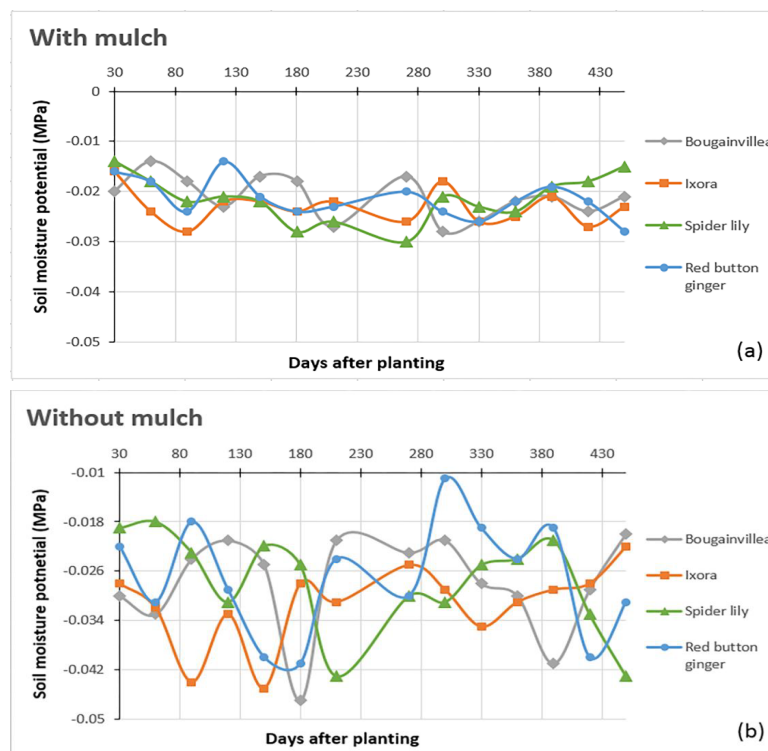 With mulch
30 80 130 180 230 280 330 380 430
0
-0.01
-0.02
-0.03
-0.04
-0.05
Soil moisture potential (MPa)
Days after planting
Bougainvillea
Ixora
Spider lily
Red button
ginger
(a)
Without mulch
30 80 130 180 230 280 330 380 430
-0.01
-0.018
-0.026
-0.034
-0.042
-0.05
Soil moisture potnetial (MPa)
Days after planting
Bougainvillea
Ixora
Spider lily
Red button
ginger
(b)